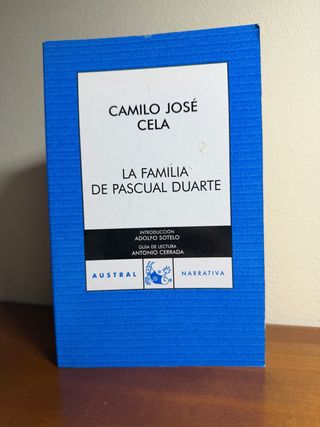 CAMILO JOSÉ
CELA
LA FAMILIA
DE PASCUAL DUARTE
INTRODUCCIÓN
ADOLFO SOTELO
GUÍA DE LECTURA
ANTONIO CERRADA
AUSTRAL NARRATIVA